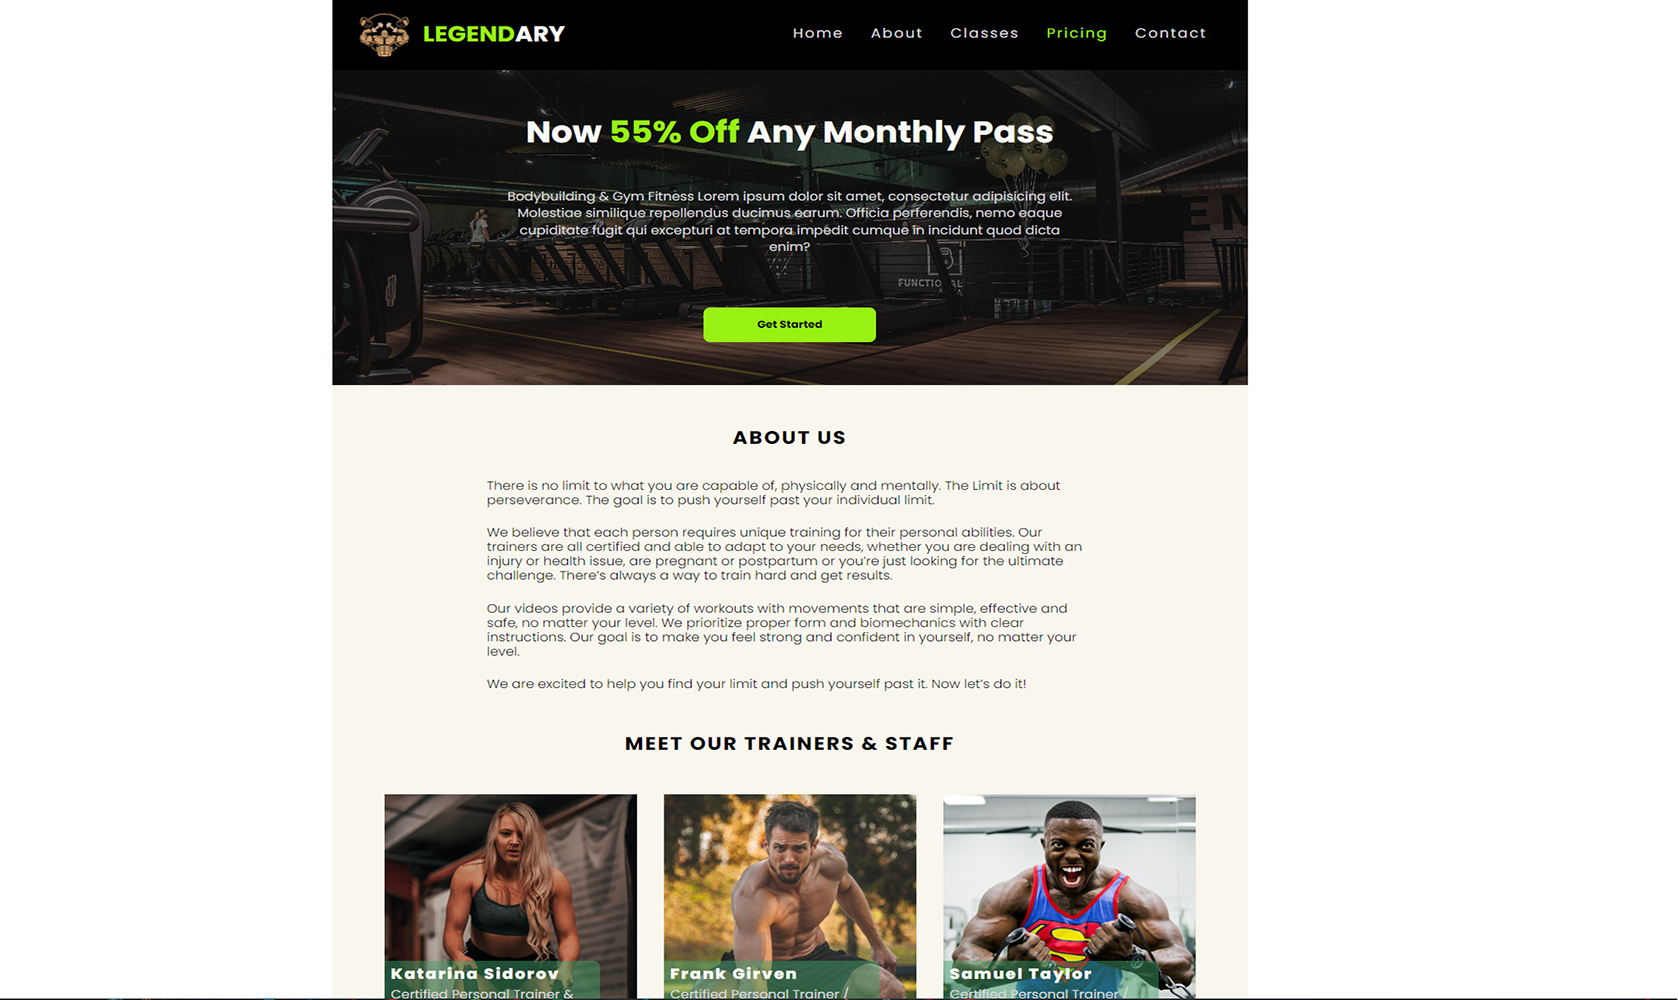 LEGENDARY
Home About Classes Pricing Contact
Now 55% Off Any Monthly Pass
Bodybuilding & Gym Fitness Lorem ipsum dolor sit amet, consectetur adipisicing elit.
Molestiae similique repellendus ducimus earum. Officia perferendis, nemo eaque
cupiditate fugit qui excepturi at tempora impedit cumque in incidunt quod dicta
enim?
FUNCTIONAL
Get Started
ABOUT US
There is no limit to what you are capable of, physically and mentally. The Limit is about
perseverance. The goal is to push yourself past your individual limit.
We believe that each person requires unique training for their personal abilities. Our
trainers are all certified and able to adapt to your needs, whether you are dealing with an
injury or health issue, are pregnant or postpartum or you're just looking for the ultimate
challenge. There's always a way to train hard and get results.
Our videos provide a variety of workouts with movements that are simple, effective and
safe, no matter your level. We prioritize proper form and biomechanics with clear
instructions. Our goal is to make you feel strong and confident in yourself, no matter your
level.
We are excited to help you find your limit and push yourself past it. Now let's do it!
MEET OUR TRAINERS & STAFF
Katarina Sidorov
Certified Personal Trainer &
Frank Girven
Certified Personal Trainer /
Samuel Taylor
Certified Personal Trainer /